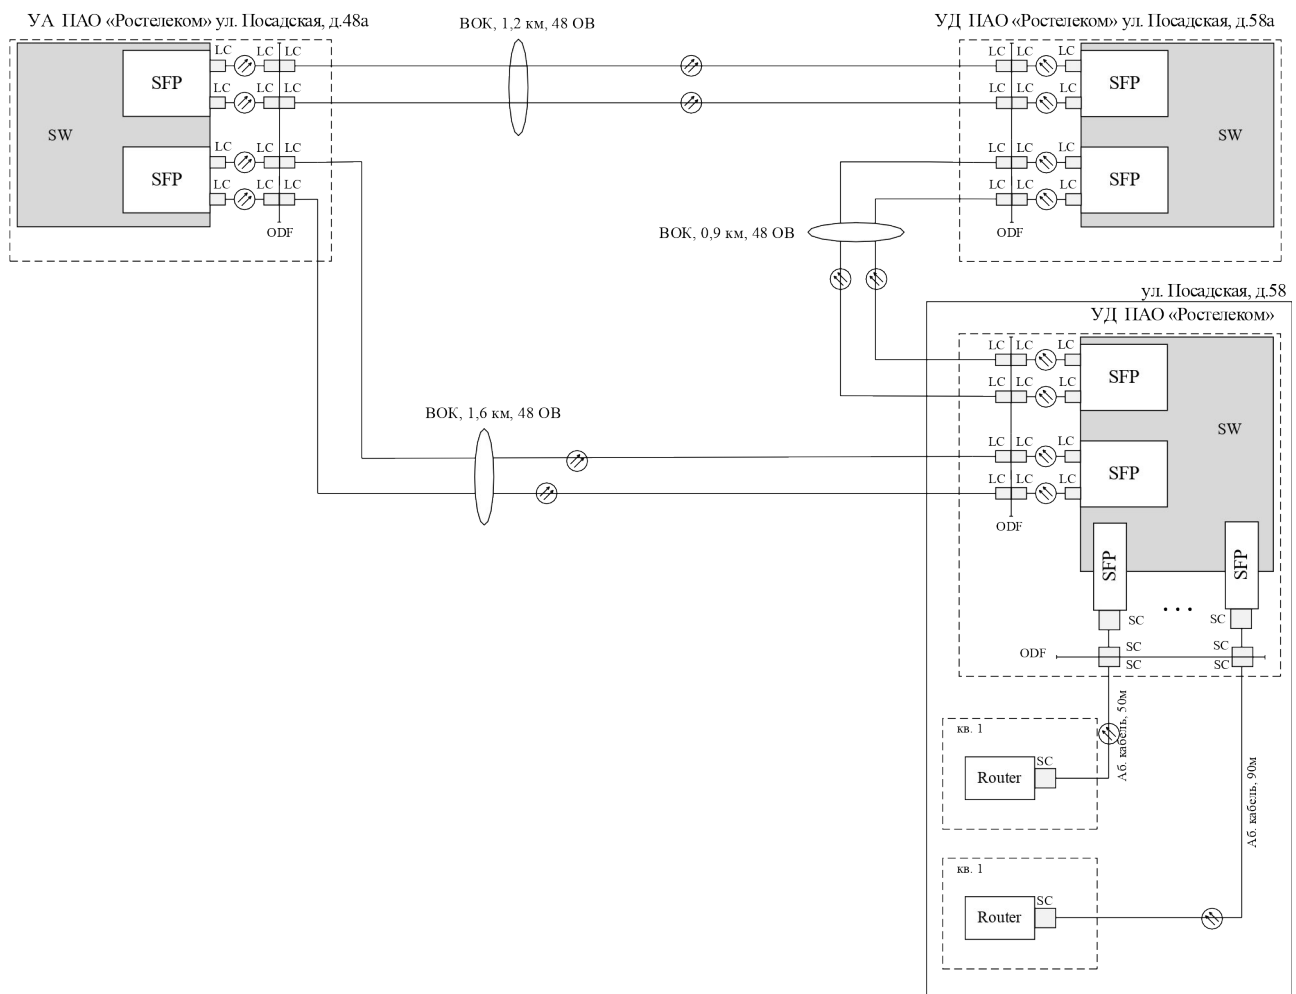 УА ПАО «Ростелеком» ул. Посадская, д.48а
ВОК, 1,2 км, 48 ОВ
УД ПАО «Ростелеком» ул. Посадская, д.58а
LC LC LC
SFP
LC LC LC
SW
LC LC LC
SFP
LC LC LC
ODF
LC LC LC
SFP
LC LC LC
SW
LC LC LC
SFP
LC LC LC
ODF
ВОК, 0,9 км, 48 ОВ
ул. Посадская, д.58
УД ПАО «Ростелеком»
LC LC LC
SFP
LC LC LC
SW
LC LC LC
SFP
LC LC LC
ODF
ВОК, 1,6 км, 48 ОВ
SFP
SFP
...
SC
SC
ODF
SC
SC
SC
SC
Аб. кабель, 50м
Аб. кабель, 90м
кв. 1
Router
SC
кв. 1
Router
SC